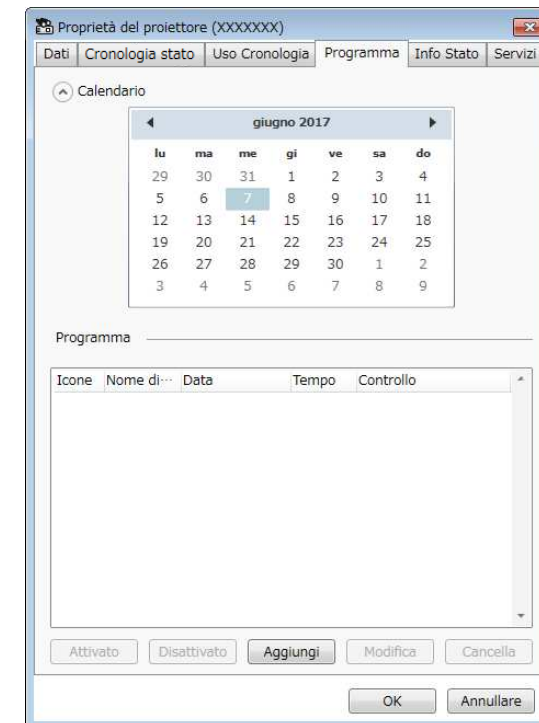 Proprietà del proiettore (XXXXXXX)
Dati Cronologia stato Uso Cronologia Programma Info Stato Servizi
Calendario
giugno 2017
lu ma me gi ve sa do
29 30 31 1 2 3 4
5 6 7 8 9 10 11
12 13 14 15 16 17 18
19 20 21 22 23 24 25
26 27 28 29 30 1 2
3 4 5 6 7 8 9
Programma
Icone Nome di··· Data Tempo Controllo
Attivato Disattivato Aggiungi Modifica Cancella
OK Annullare